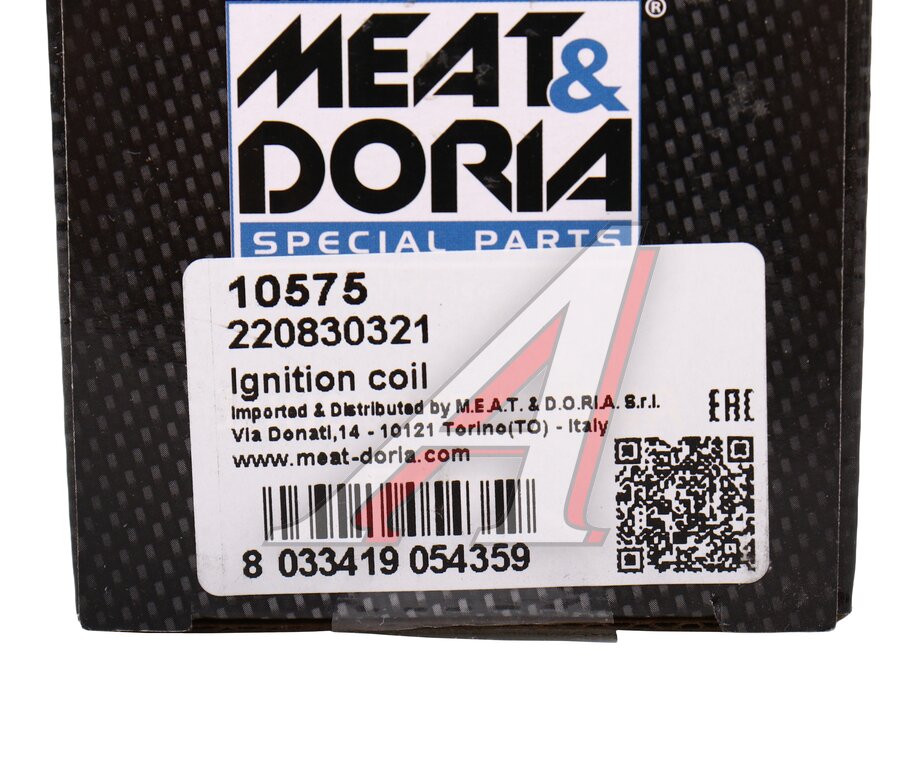 MEAT&
®
DORIA
SPECIAL PARTS
10575
220830321
Ignition coil
Imported & Distributed by M.E.A.T. & D.O.R.I.A. S.r.l.
Via Donati,14 - 10121 Torino(TO) - Italy
www.meat-doria.com
EAC
8 033419 054359